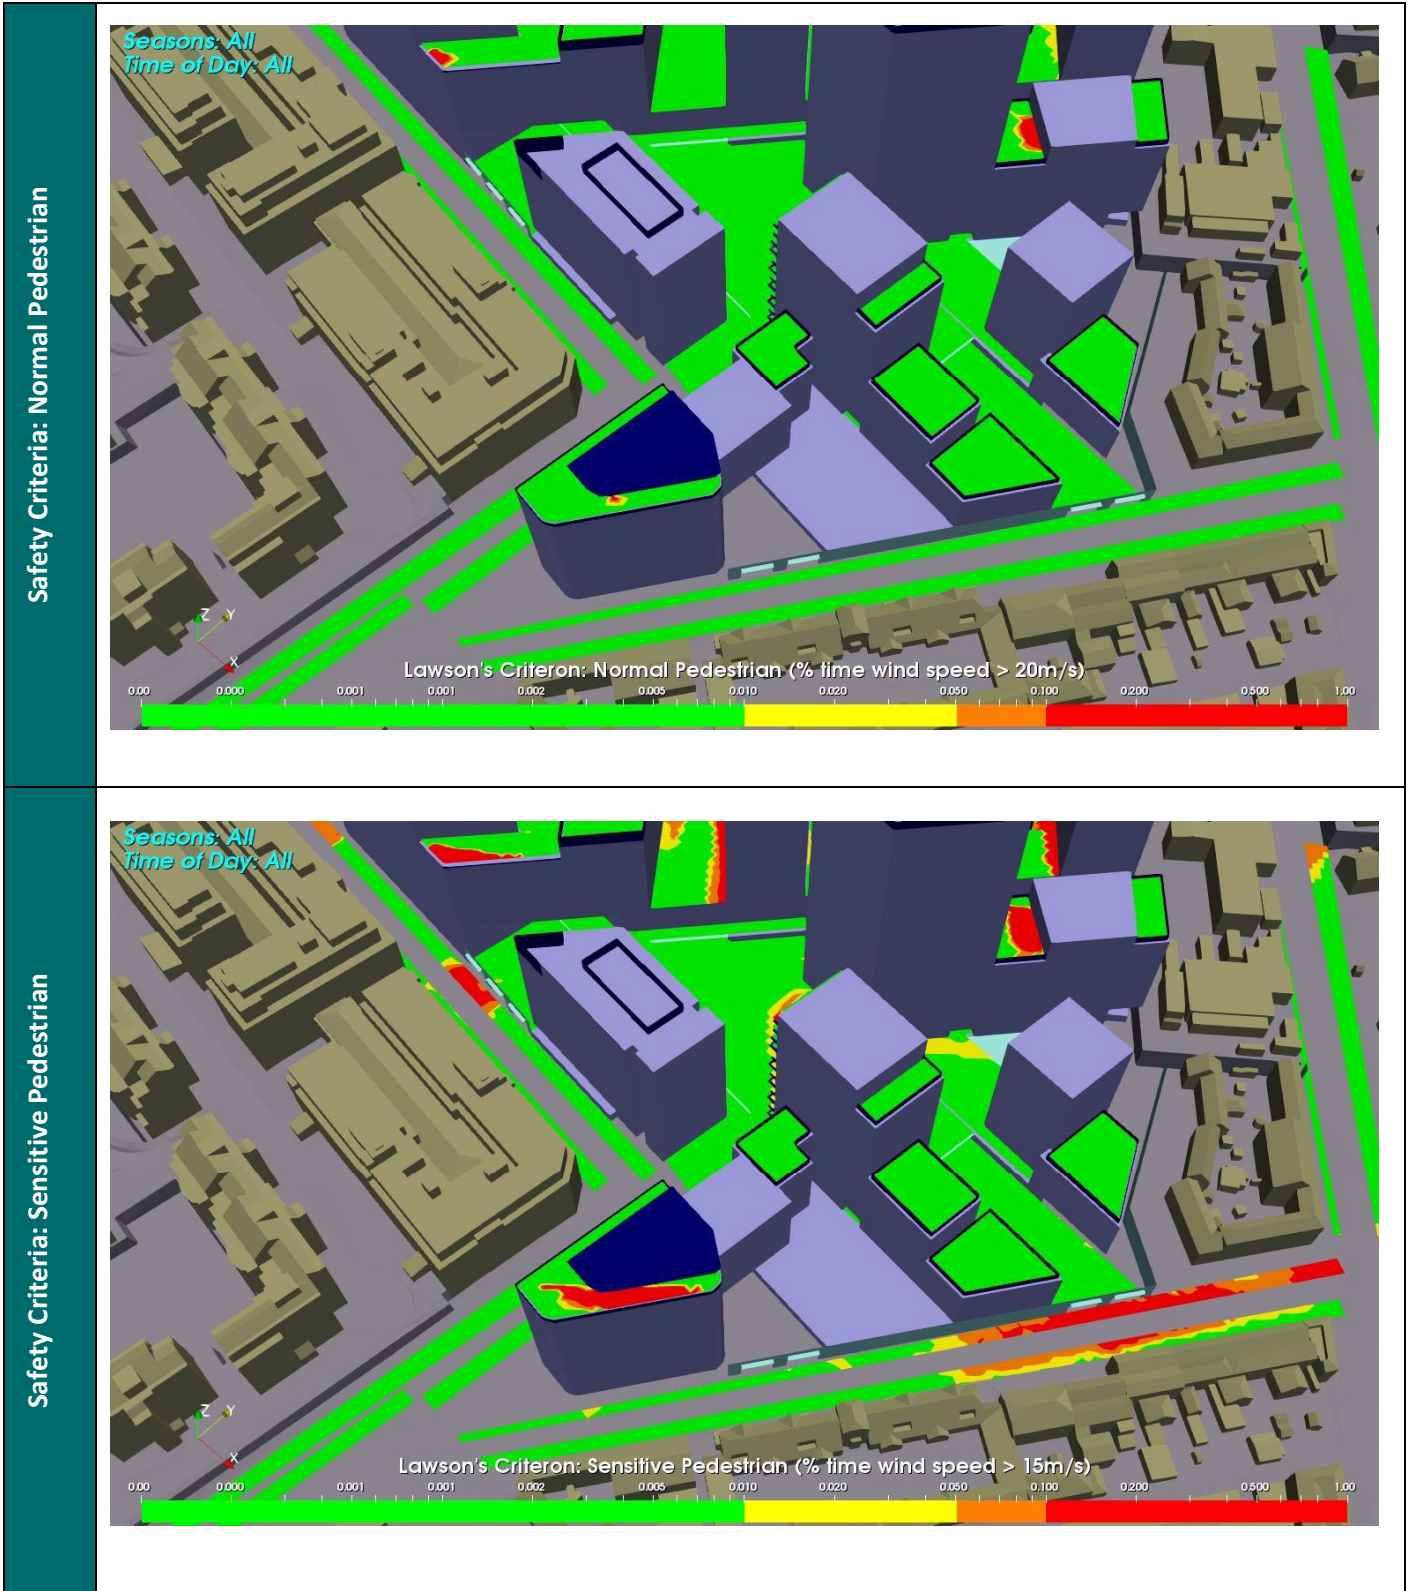 Safety Criteria: Normal Pedestrian
Seasons: All
Time of Day: All
Z
Y
X
Lawson's Criteron: Normal Pedestrian (% time wind speed > 20m/s)
0.00 0.000 0.001 0.001 0.002 0.005 0.010 0.020 0.050 0.100 0.200 0.500 1.00
Safety Criteria: Sensitive Pedestrian
Seasons: All
Time of Day: All
Z
Y
X
Lawson's Criteron: Sensitive Pedestrian (% time wind speed > 15m/s)
0.00 0.000 0.001 0.001 0.002 0.005 0.010 0.020 0.050 0.100 0.200 0.500 1.00